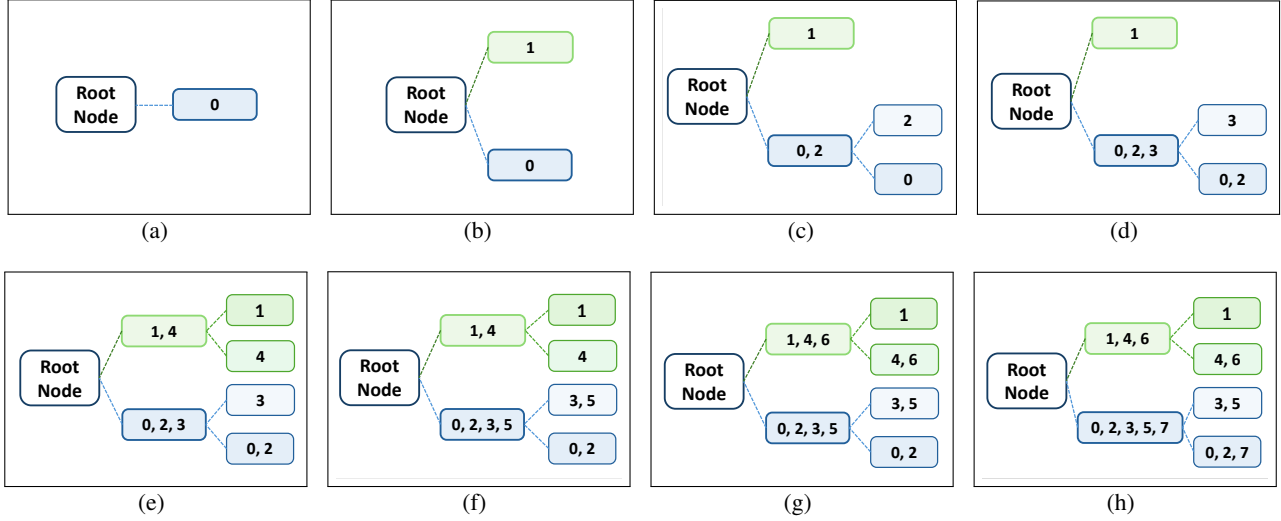 Root
Node
0
(a)
Root
Node
1
0
(b)
Root
Node
1
0, 2
2
0
(c)
Root
Node
1
0, 2, 3
3
0, 2
(d)
Root
Node
1, 4
1
4
0, 2, 3
3
0, 2
(e)
Root
Node
1, 4
1
4
0, 2, 3, 5
3, 5
0, 2
(f)
Root
Node
1, 4, 6
1
4, 6
0, 2, 3, 5
3, 5
0, 2
(g)
Root
Node
1, 4, 6
1
4, 6
0, 2, 3, 5, 7
3, 5
0, 2, 7
(h)